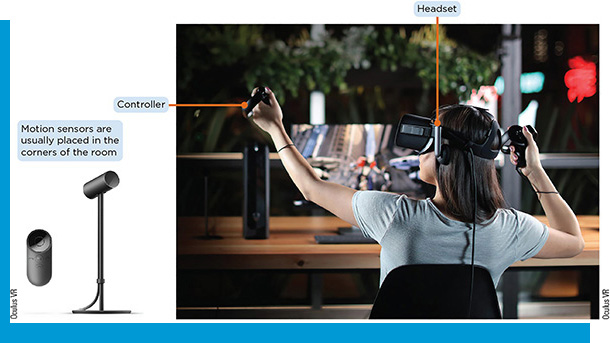 Headset
Controller
Motion sensors are
usually placed in the
corners of the room
Oculus VR
Oculus VR